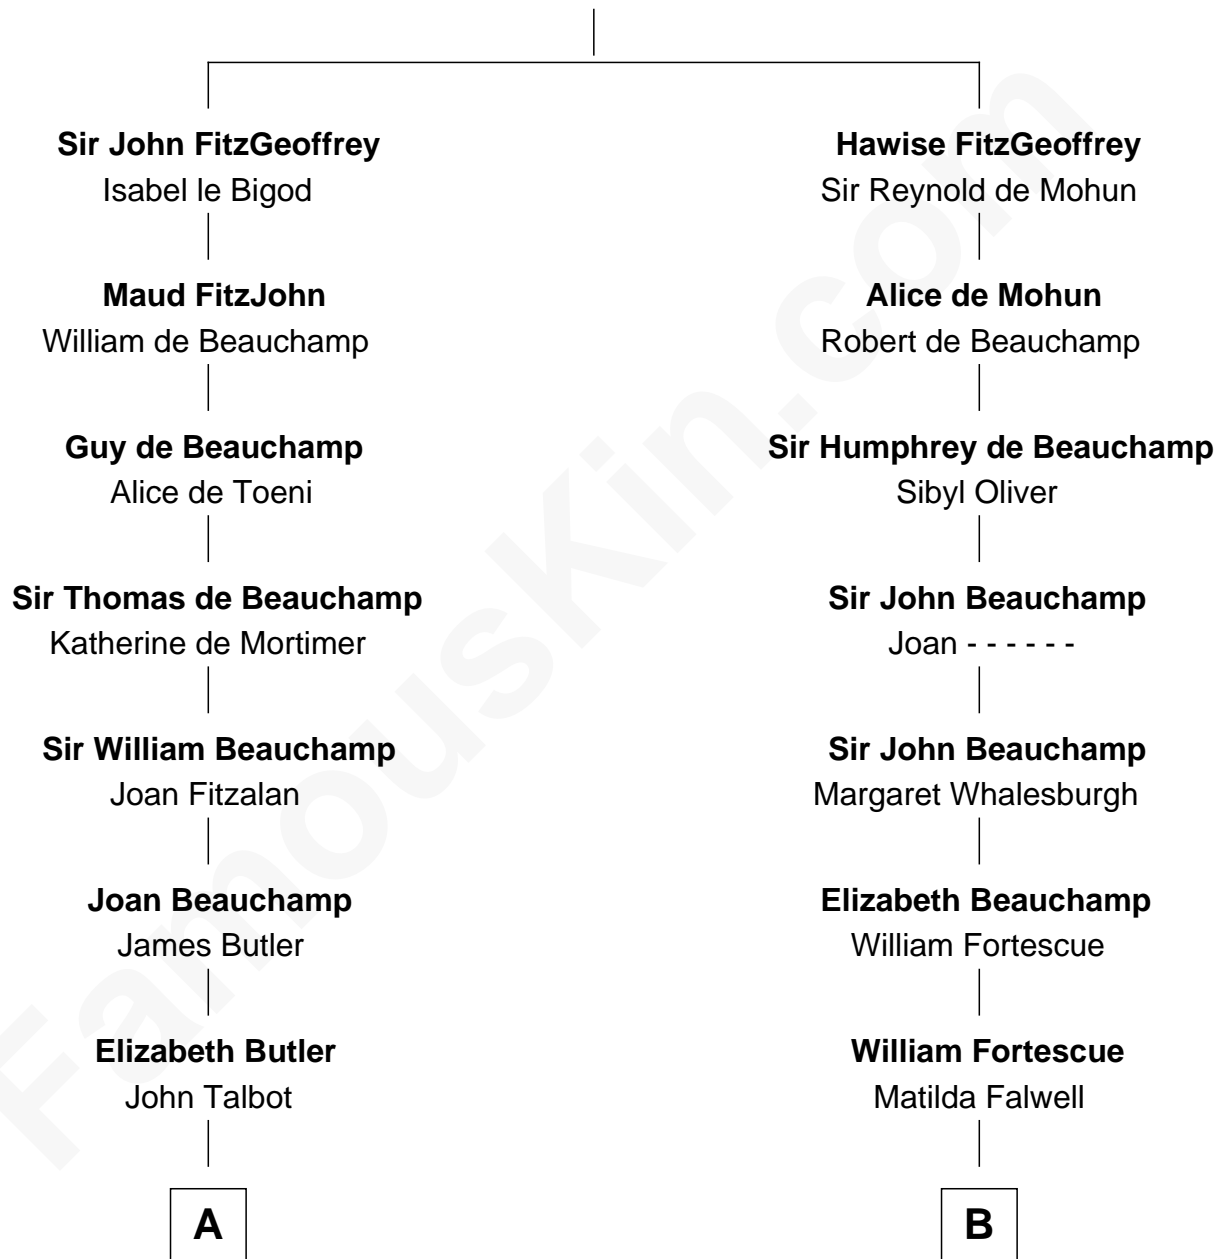 Sir John FitzGeoffrey
Isabel le Bigod
Maud FitzJohn
William de Beauchamp
Guy de Beauchamp
Alice de Toeni
Sir Thomas de Beauchamp
Katherine de Mortimer
Sir William Beauchamp
Joan Fitzalan
Joan Beauchamp
James Butler
Elizabeth Butler
John Talbot
A
Hawise FitzGeoffrey
Sir Reynold de Mohun
Alice de Mohun
Robert de Beauchamp
Sir Humphrey de Beauchamp
Sibyl Oliver
Sir John Beauchamp
Joan - - - - - -
Sir John Beauchamp
Margaret Whalesburgh
Elizabeth Beauchamp
William Fortescue
William Fortescue
Matilda Falwell
B
FamousKin.com